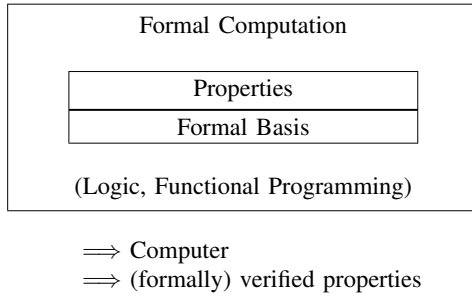 Formal Computation
Properties
Formal Basis
(Logic, Functional Programming)
⟹ Computer
⟹ (formally) verified properties